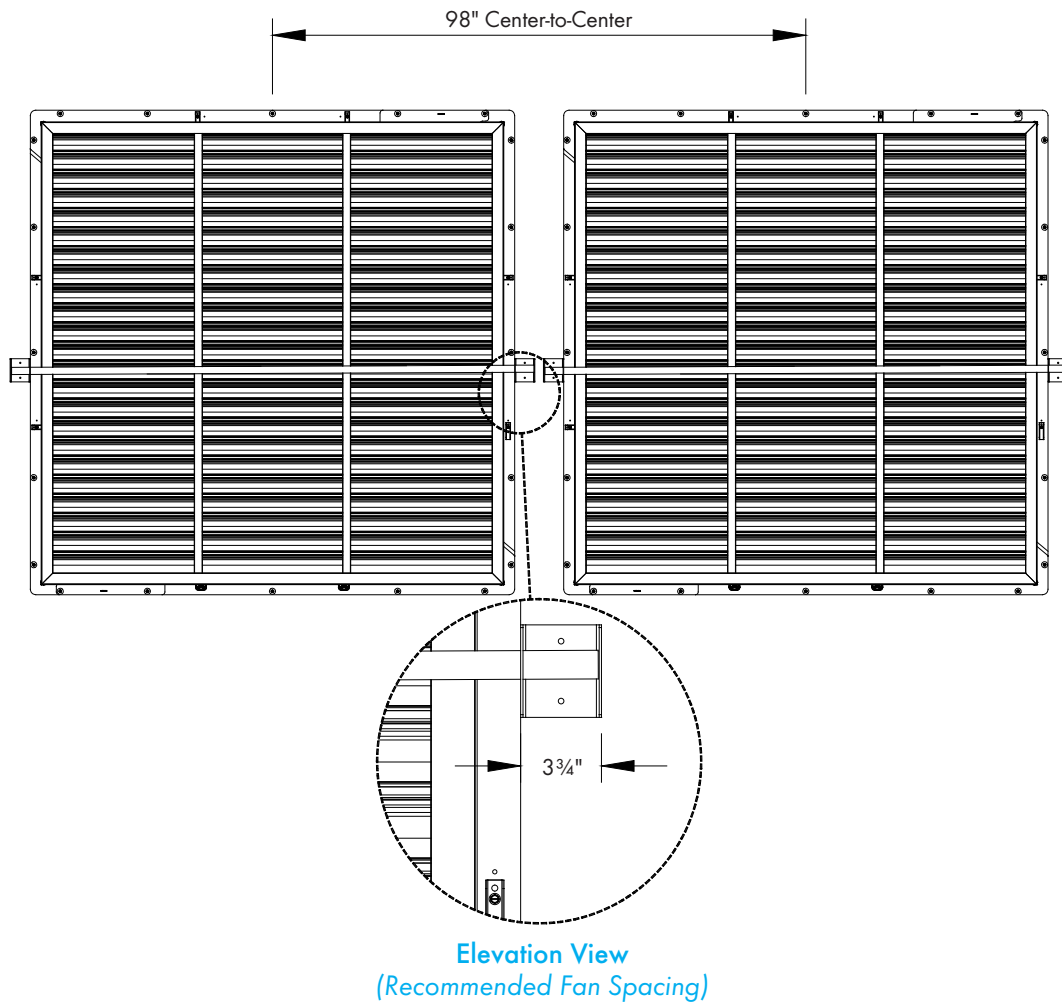 98" Center-to-Center
3¾"
Elevation View
(Recommended Fan Spacing)